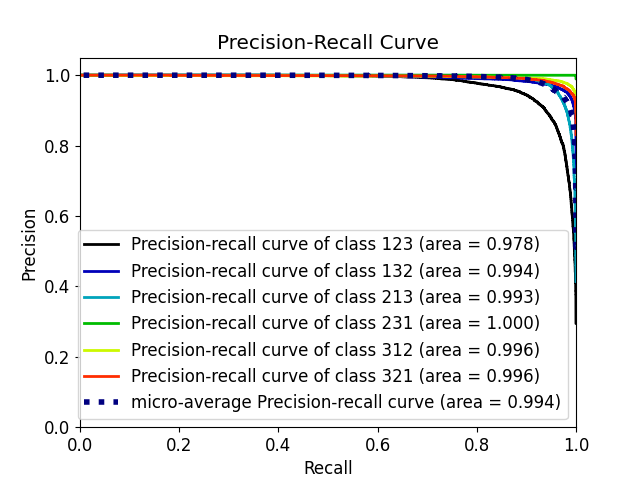 Precision-Recall Curve
1.0
0.8
0.6
0.4
0.2
0.0
Precision
Precision-recall curve of class 123 (area = 0.978)
Precision-recall curve of class 132 (area = 0.994)
Precision-recall curve of class 213 (area = 0.993)
Precision-recall curve of class 231 (area = 1.000)
Precision-recall curve of class 312 (area = 0.996)
Precision-recall curve of class 321 (area = 0.996)
micro-average Precision-recall curve (area = 0.994)
0.0 0.2 0.4 0.6 0.8 1.0
Recall